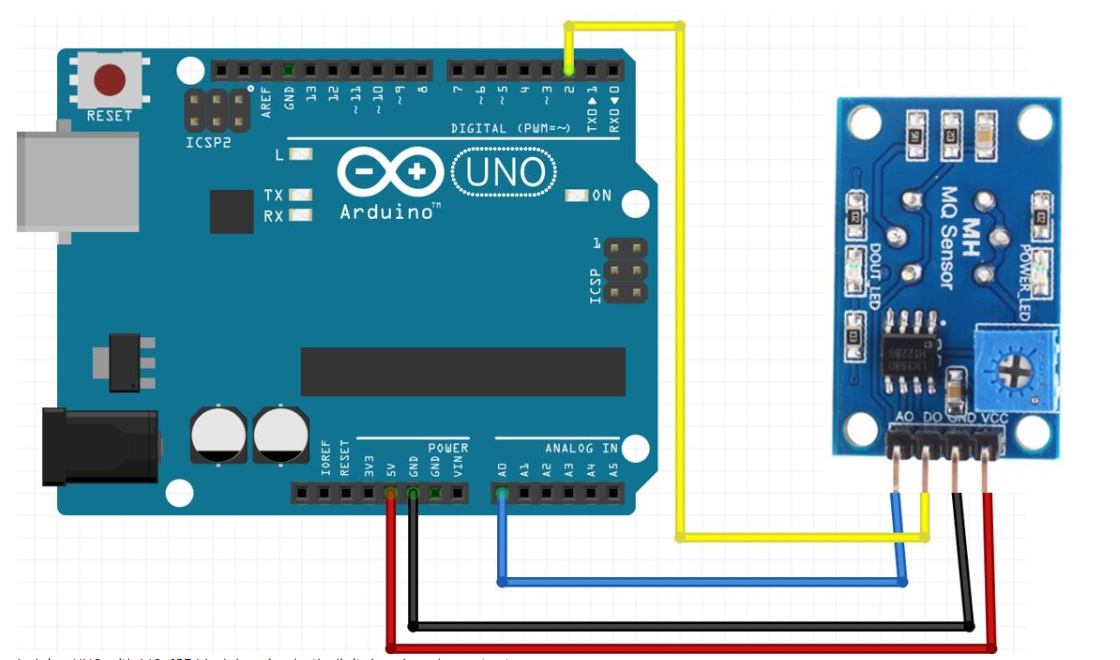 RESET
ICSP2
AREF
GND
13
12
~11
~10
~9
8
7
~6
~5
4
~3
2
TX0▶1
RX0◀0
DIGITAL (PWM=~)
L
TX
RX
UNO
Arduino™
ON
1
ICSP
IOREF
RESET
3V3
5V
GND
GND
VIN
POWER
ANALOG IN
A0
A1
A2
A3
A4
A5
MH
MQ Sensor
DOUT_LED
POWER_LED
AO DO GND VCC